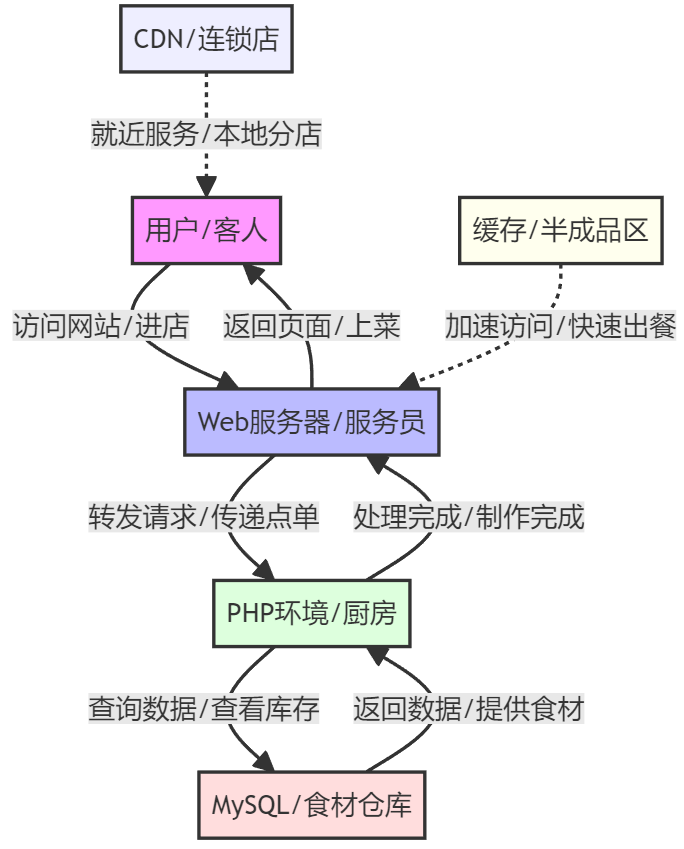 CDN/连锁店
就近服务/本地分店
用户/客人
缓存/半成品区
访问网站/进店
返回页面/上菜
加速访问/快速出餐
Web服务器/服务员
转发请求/传递点单
处理完成/制作完成
PHP环境/厨房
查询数据/查看库存
返回数据/提供食材
MySQL/食材仓库